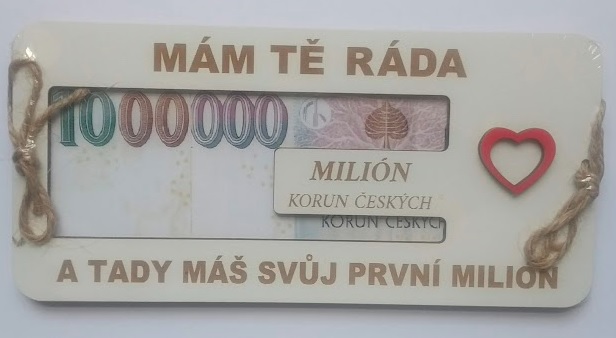 MÁM TĚ RÁDA
1000000
MILIÓN
KORUN ČESKÝCH
KORUN ČESKÝCH
A TADY MÁŠ SVŮJ PRVNÍ MILION